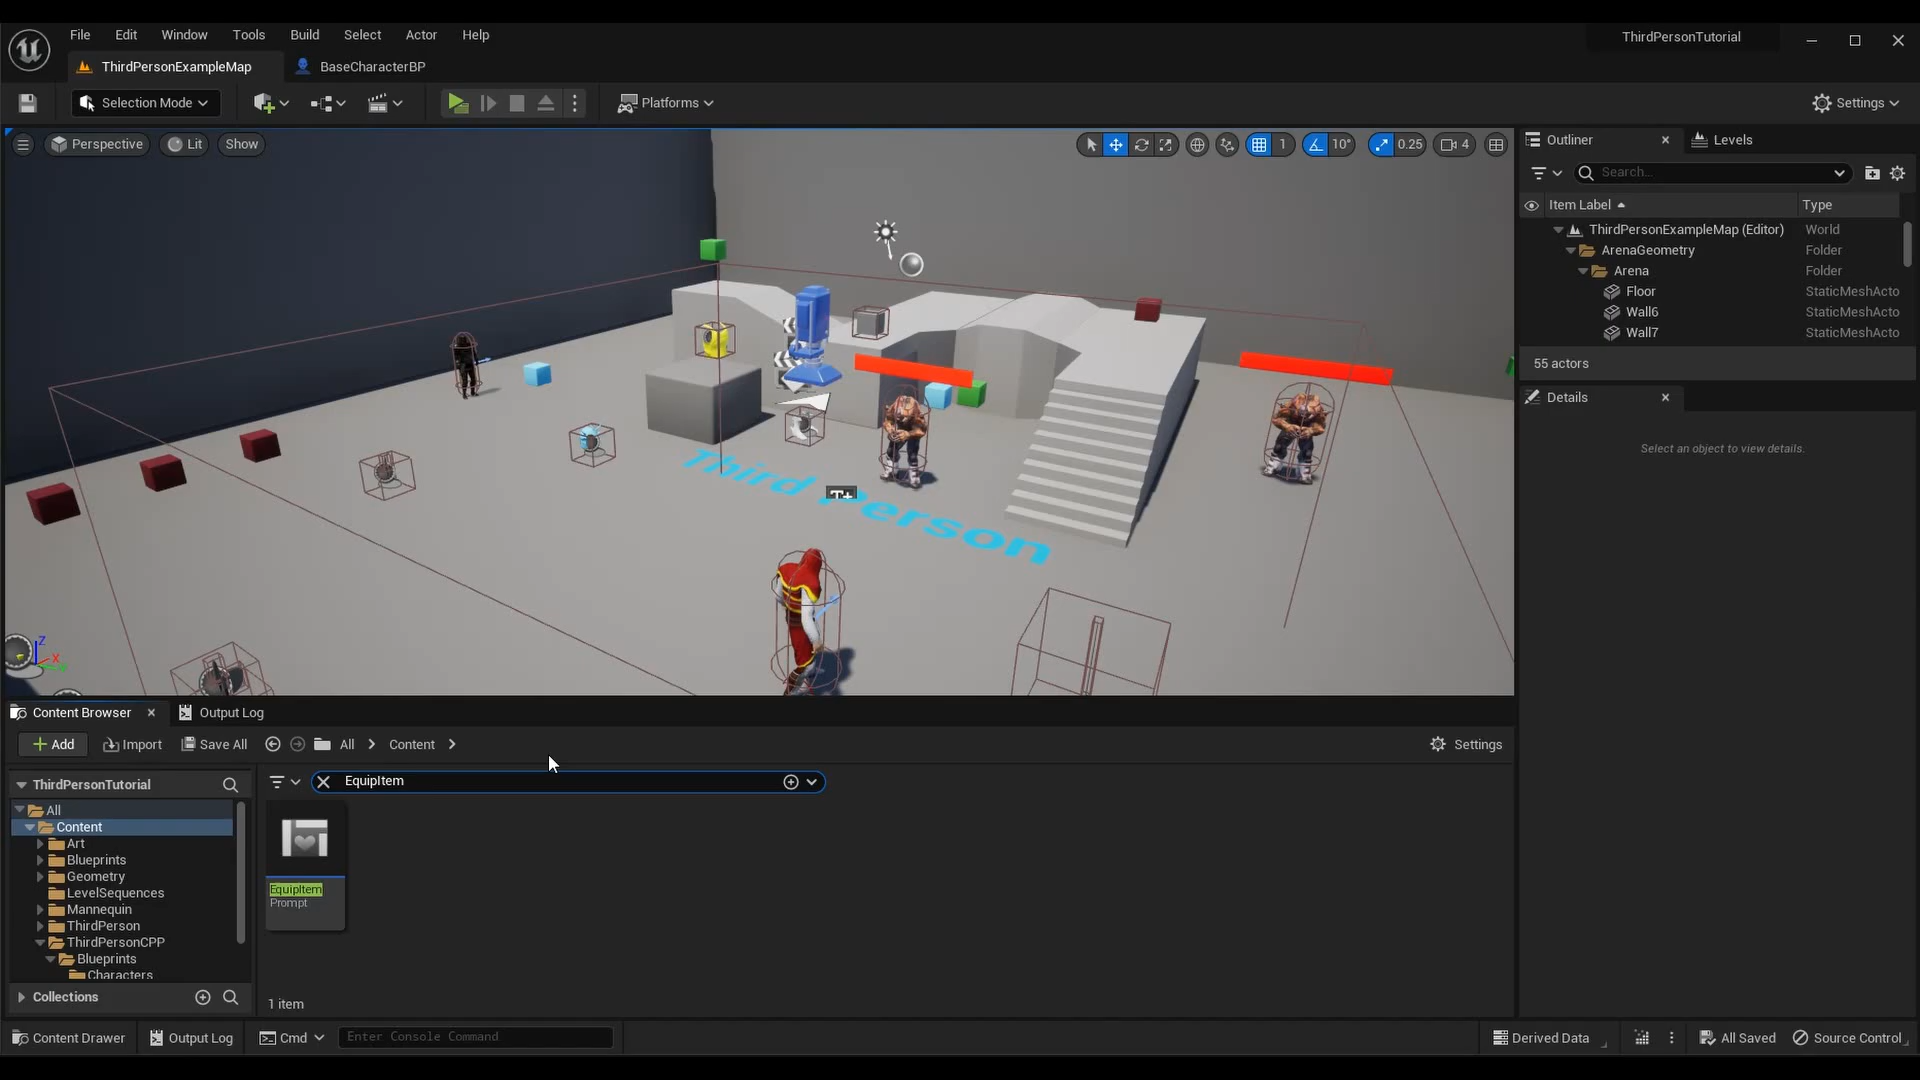 File Edit Window Tools Build Select Actor Help
ThirdPersonTutorial
ThirdPersonExampleMap
BaseCharacterBP
Selection Mode
Platforms
Settings
Perspective
Lit
Show
1
10°
0.25
4
Third Person
T+
Z
X
Outliner
Levels
Search...
Item Label
Type
ThirdPersonExampleMap (Editor) World
ArenaGeometry Folder
Arena Folder
Floor StaticMeshActo
Wall6 StaticMeshActo
Wall7 StaticMeshActo
55 actors
Details
Select an object to view details.
Content Browser
Output Log
Add
Import
Save All
All
Content
Settings
ThirdPersonTutorial
EquipItem
All
Content
Art
Blueprints
Geometry
LevelSequences
Mannequin
ThirdPerson
ThirdPersonCPP
Blueprints
Characters
Collections
EquipItem
Prompt
1 item
Content Drawer
Output Log
Cmd
Enter Console Command
Derived Data
All Saved
Source Control